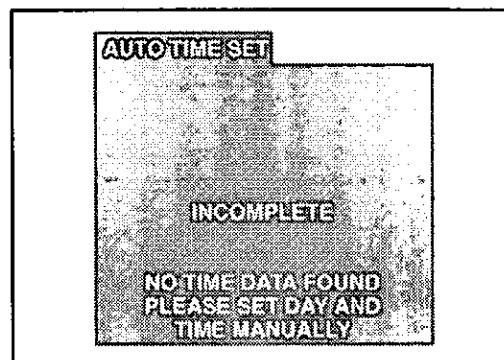 AUTO TIME SET
INCOMPLETE
NO TIME DATA FOUND
PLEASE SET DAY AND
TIME MANUALLY